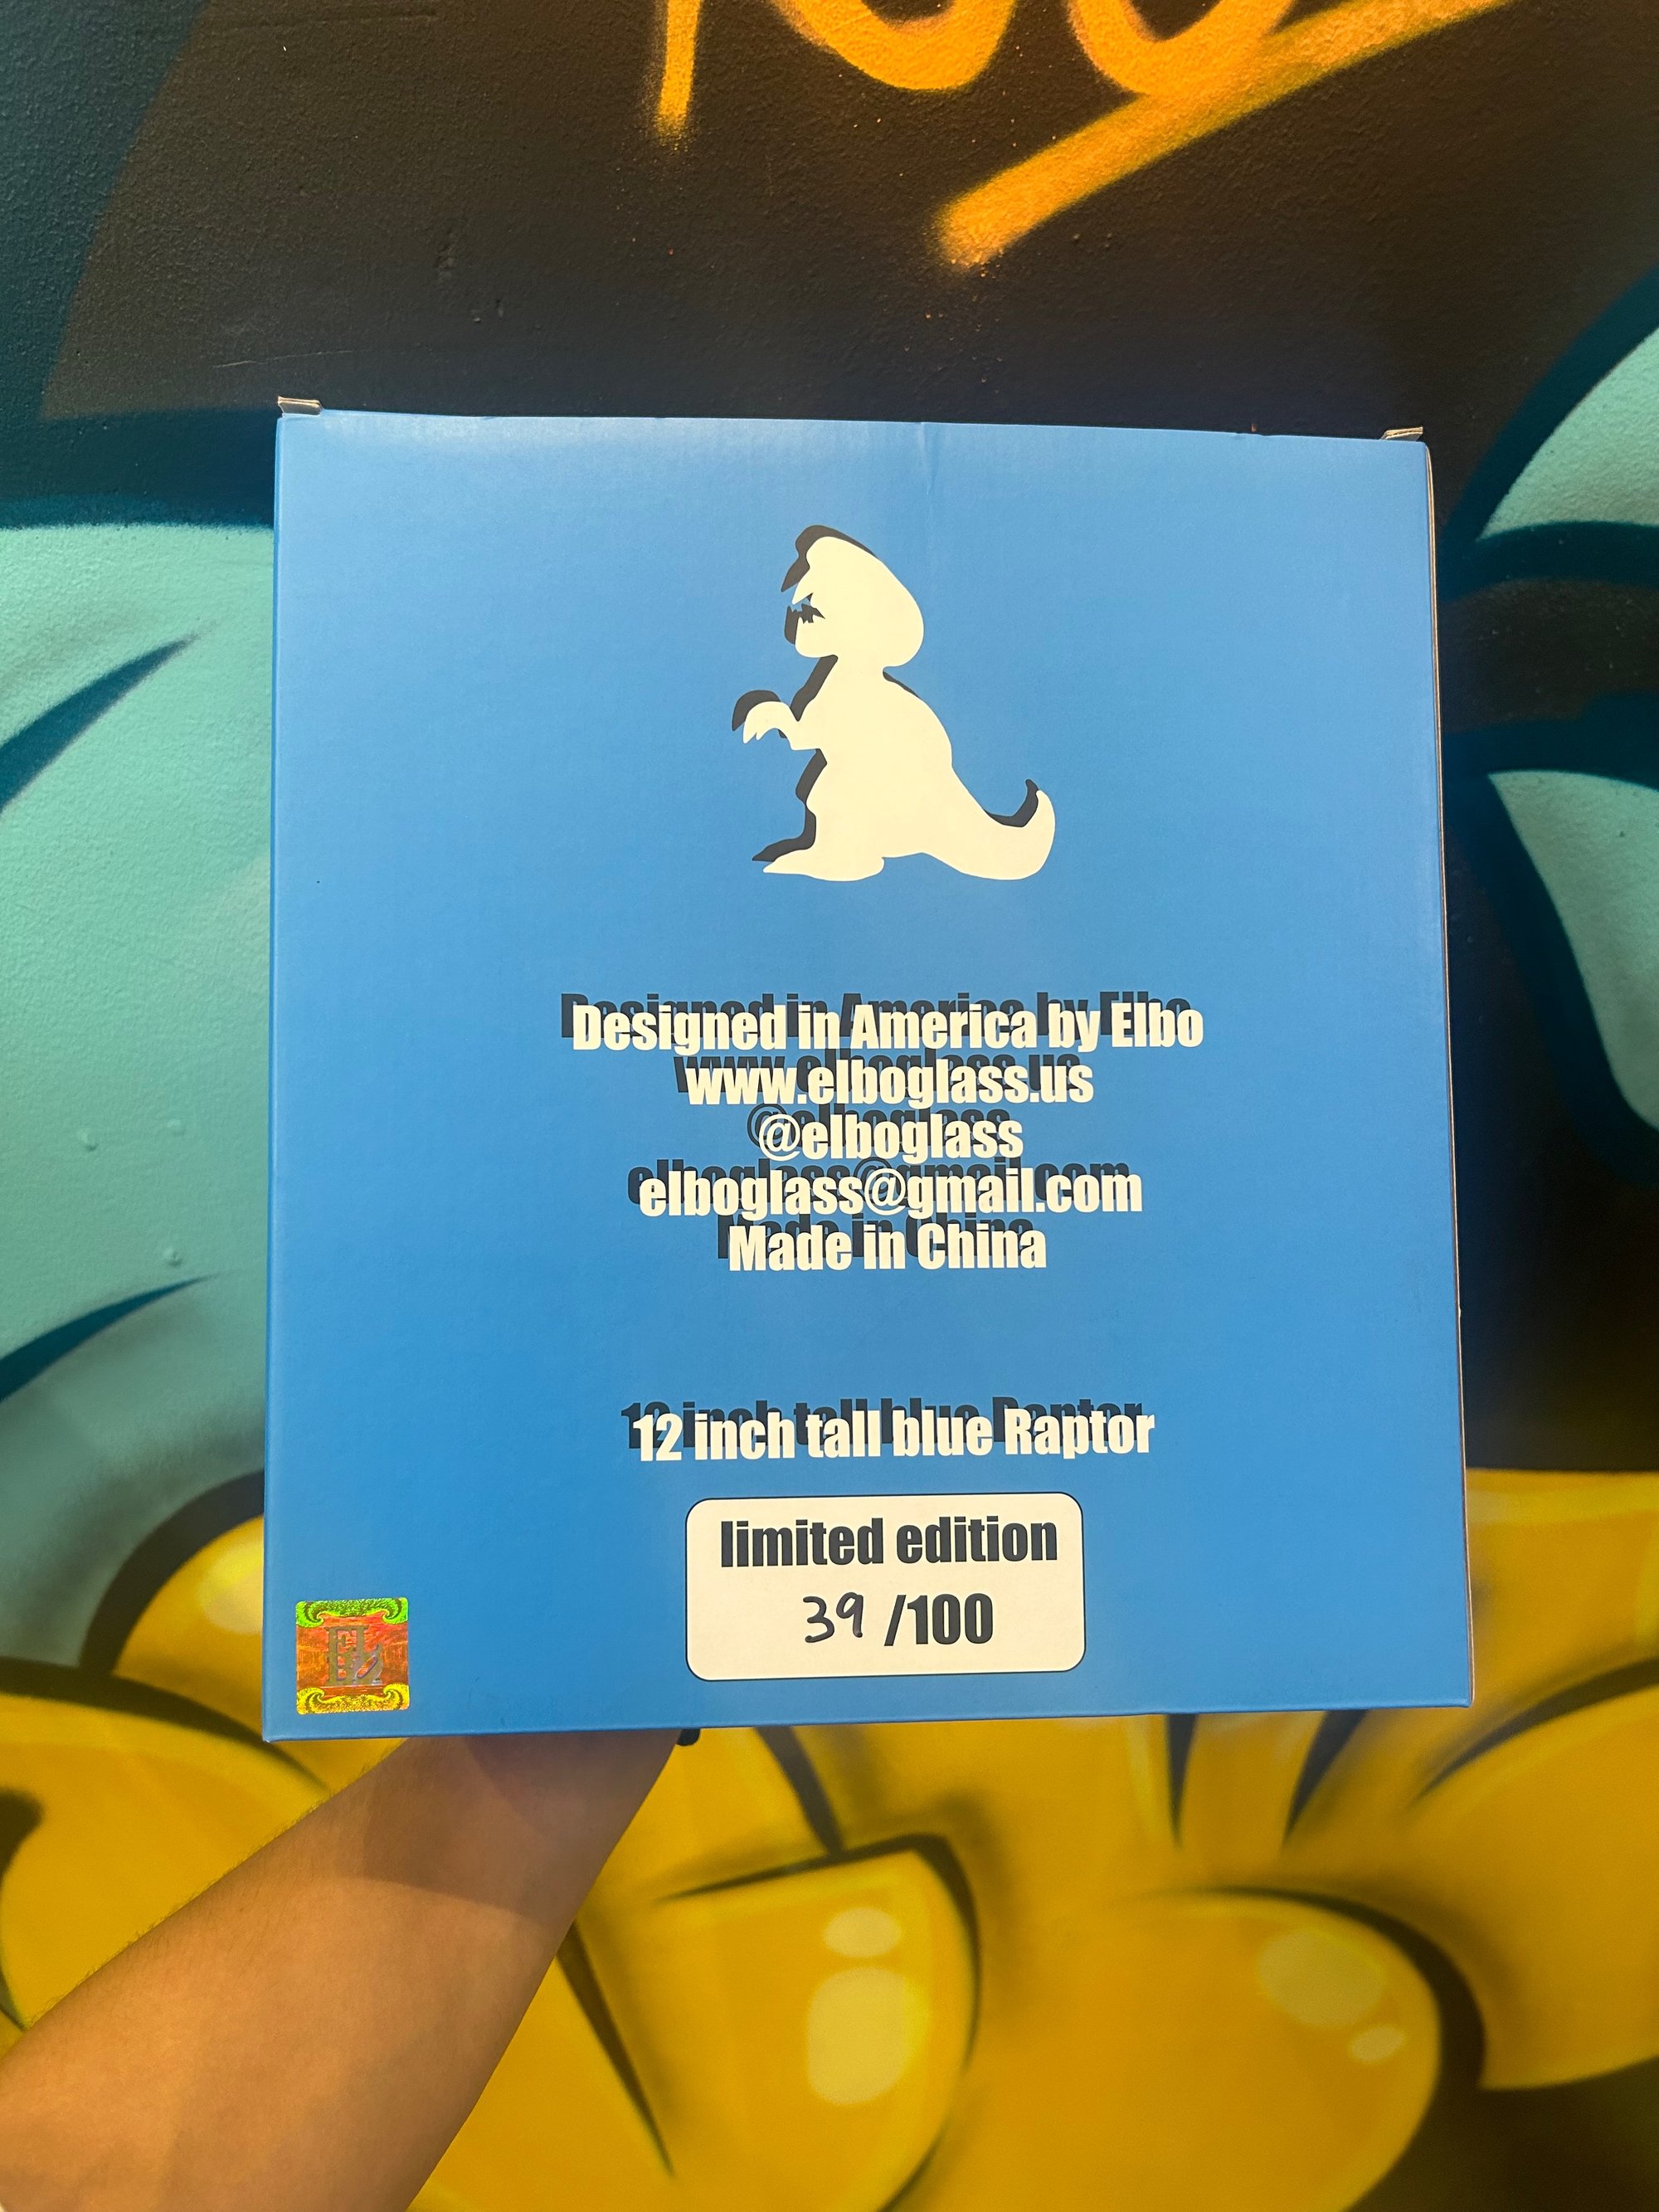 Designed in America by Elbo
www.elboglass.us
@elboglass
elboglass@gmail.com
Made in China
12 inch tall blue Raptor
limited edition
39 /100